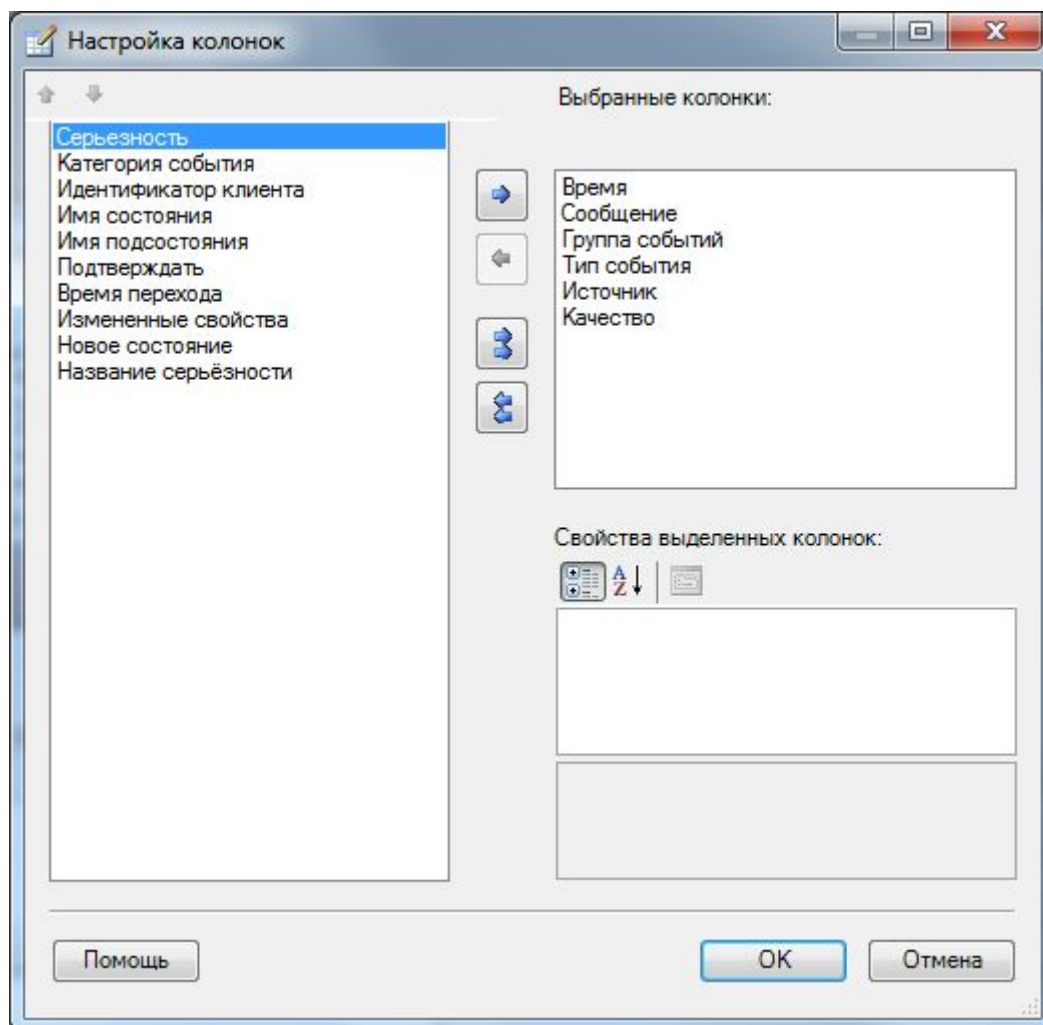 Настройка колонок
Выбранные колонки:
Серьезность
Категория события
Идентификатор клиента
Имя состояния
Имя подсостояния
Подтверждать
Время перехода
Измененные свойства
Новое состояние
Название серьёзности
Время
Сообщение
Группа событий
Тип события
Источник
Качество
Свойства выделенных колонок:
A
Z
Помощь
OK
Отмена